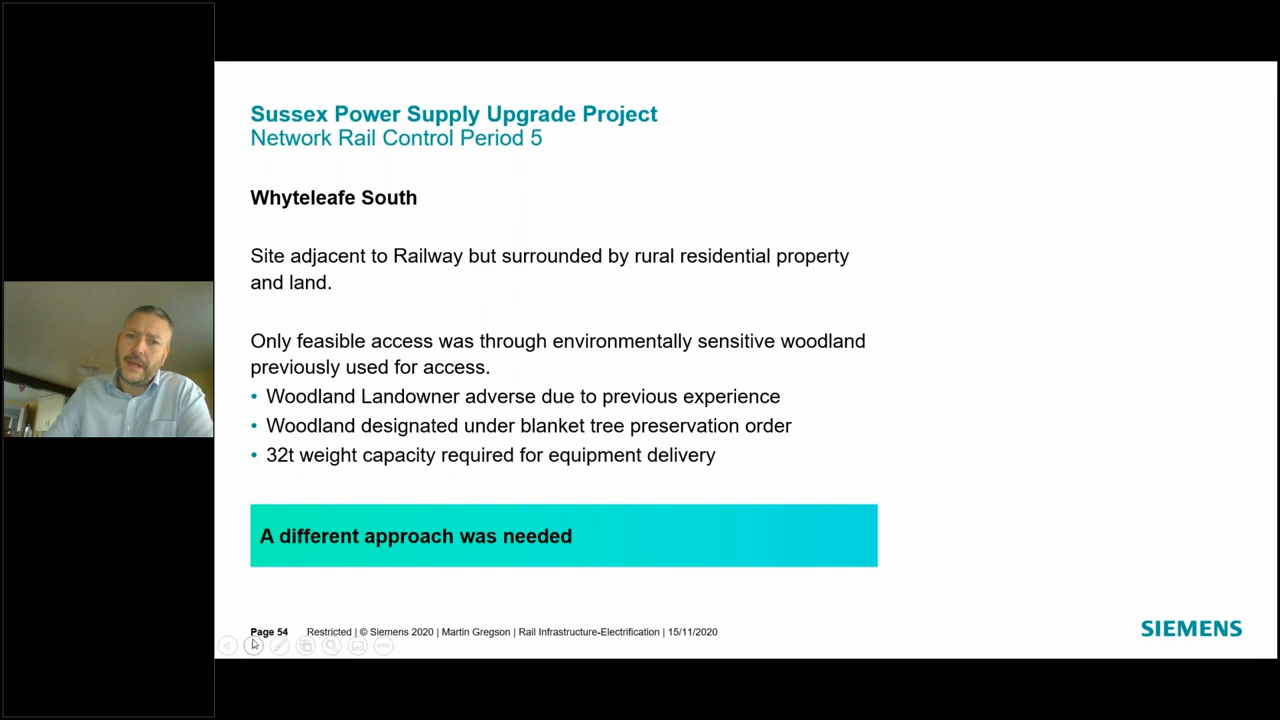 Sussex Power Supply Upgrade Project
Network Rail Control Period 5
Whyteleafe South
Site adjacent to Railway but surrounded by rural residential property
and land.
Only feasible access was through environmentally sensitive woodland
previously used for access.
• Woodland Landowner adverse due to previous experience
• Woodland designated under blanket tree preservation order
• 32t weight capacity required for equipment delivery
A different approach was needed
Page 54 Restricted | © Siemens 2020 | Martin Gregson | Rail Infrastructure-Electrification | 15/11/2020
SIEMENS